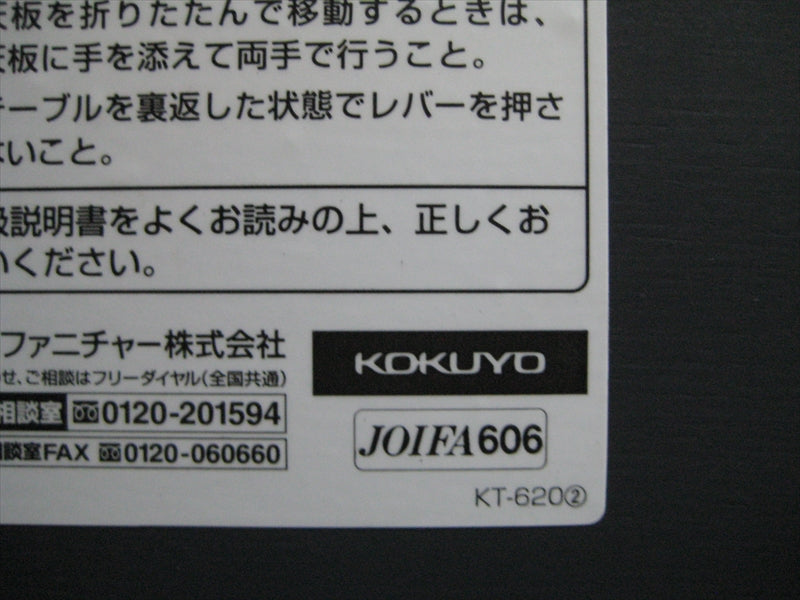 天板を折りたたんで移動するときは、
天板に手を添えて両手で行うこと。
テーブルを裏返した状態でレバーを押さ
ないこと。
扱説明書をよくお読みの上、正しくお
いください。
ファニチャー株式会社
せ、ご相談はフリーダイヤル(全国共通)
相談室 0120-201594
談室FAX 0120-060660
KOKUYO
JOIFA606
KT-620②